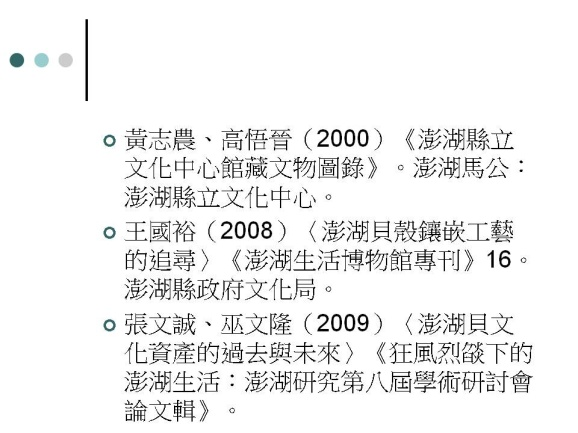 黃志農、高悟晉（2000）《澎湖縣立
文化中心館藏文物圖錄》。澎湖馬公：
澎湖縣立文化中心。
王國裕（2008）〈澎湖貝殼鑲嵌工藝
的追尋〉《澎湖生活博物館專刊》16。
澎湖縣政府文化局。
張文誠、巫文隆（2009）〈澎湖貝文
化資產的過去與未來〉《狂風烈燄下的
澎湖生活：澎湖研究第八屆學術研討會
論文輯》。